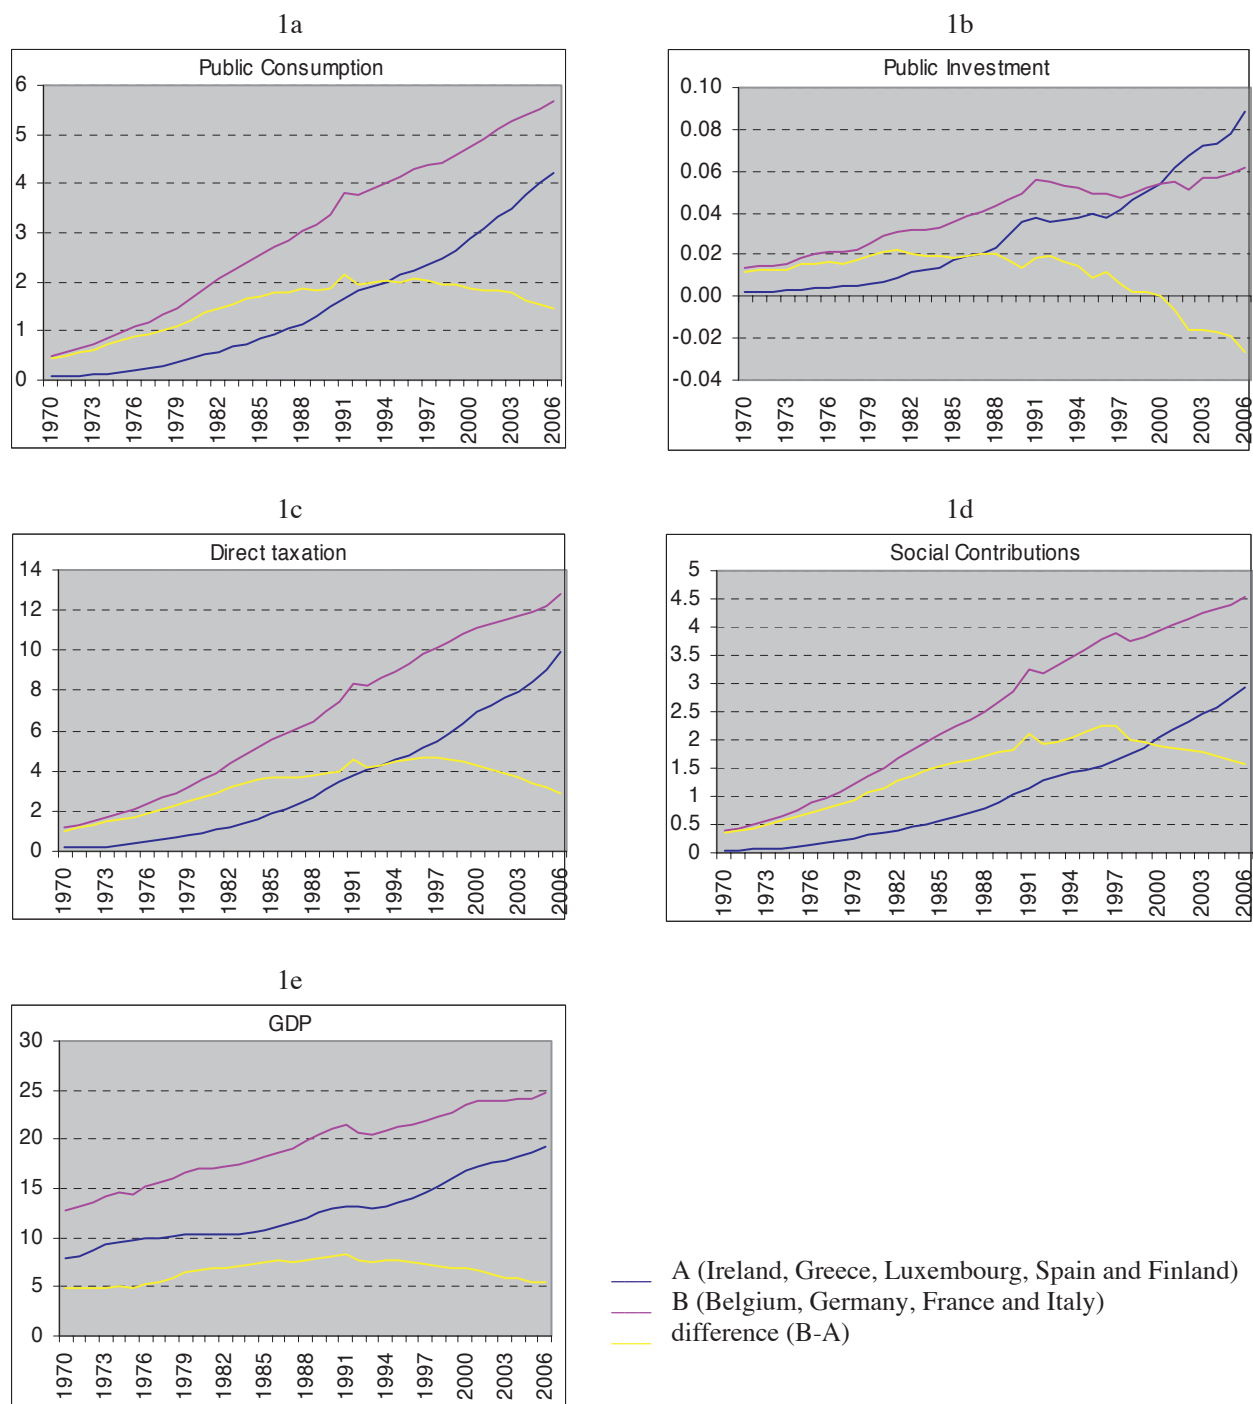 1a
Public Consumption
6
5
4
3
2
1
0
1970 1973 1976 1979 1982 1985 1988 1991 1994 1997 2000 2003 2006
1b
Public Investment
0.10
0.08
0.06
0.04
0.02
0.00
-0.02
-0.04
1970 1973 1976 1979 1982 1985 1988 1991 1994 1997 2000 2003 2006
1c
Direct taxation
14
12
10
8
6
4
2
0
1970 1973 1976 1979 1982 1985 1988 1991 1994 1997 2000 2003 2006
1d
Social Contributions
5
4.5
4
3.5
3
2.5
2
1.5
1
0.5
0
1970 1973 1976 1979 1982 1985 1988 1991 1994 1997 2000 2003 2006
1e
GDP
30
25
20
15
10
5
0
1970 1973 1976 1979 1982 1985 1988 1991 1994 1997 2000 2003 2006
A (Ireland, Greece, Luxembourg, Spain and Finland)
B (Belgium, Germany, France and Italy)
difference (B-A)